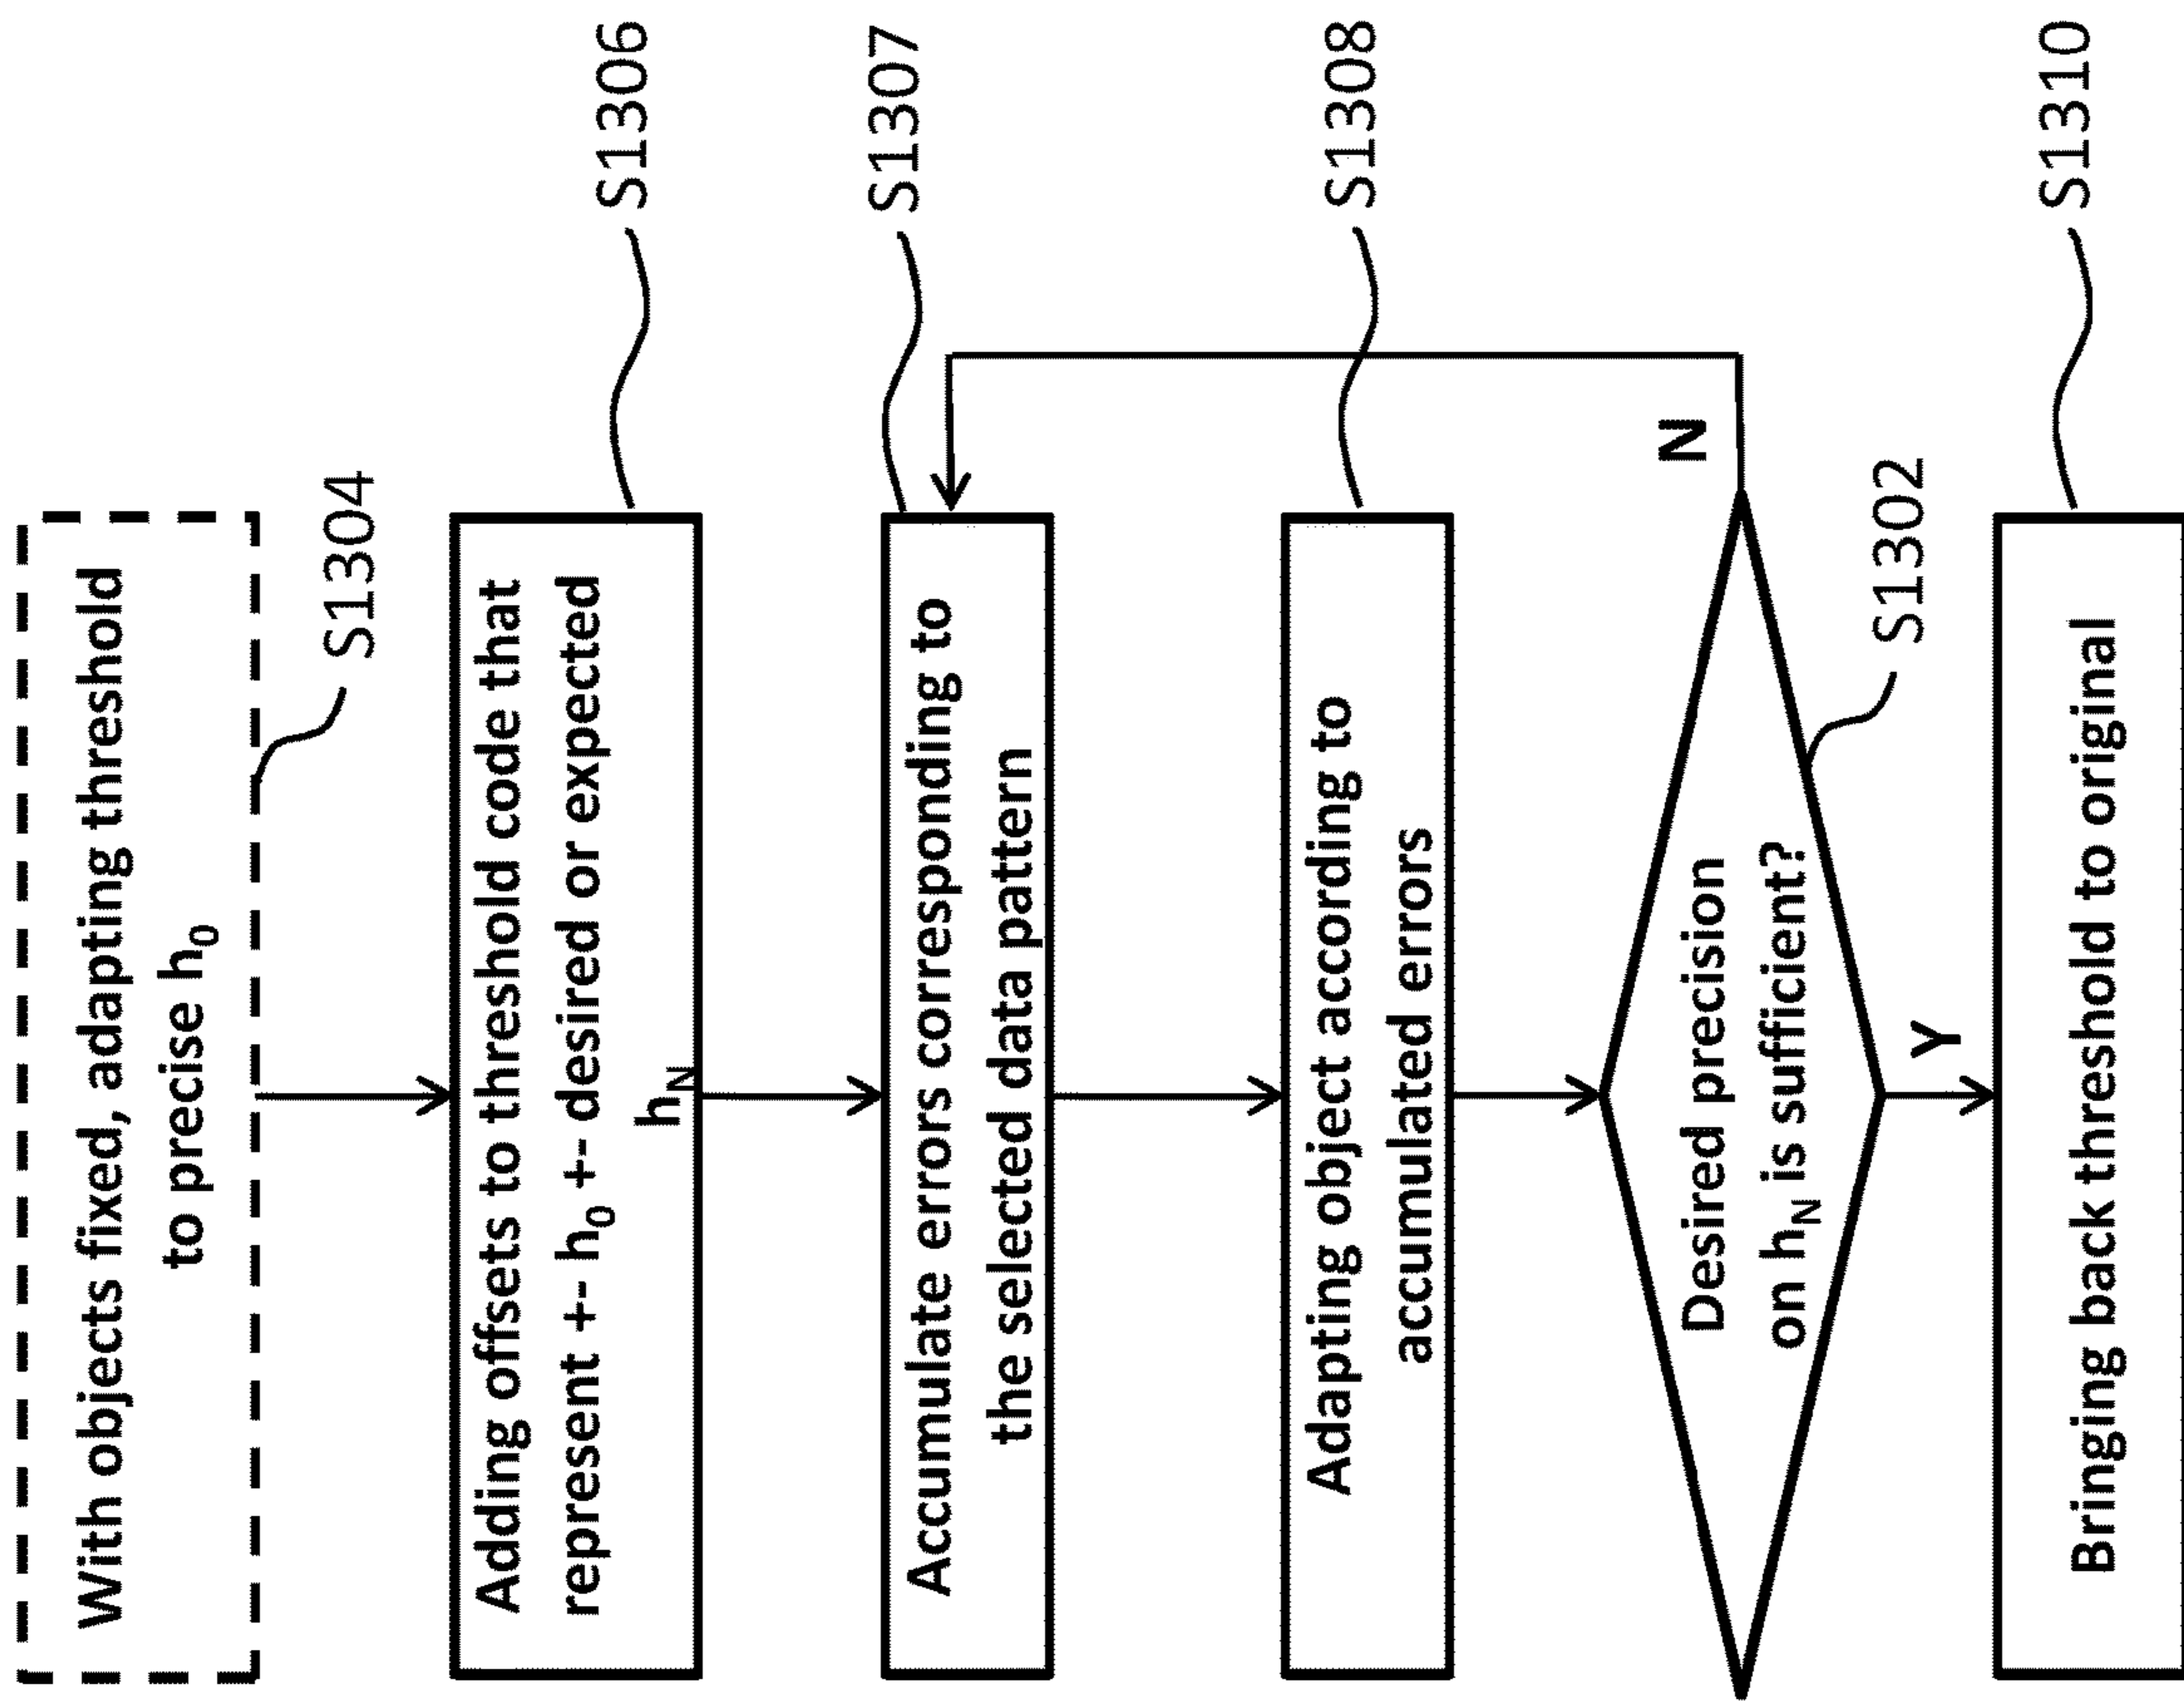 With objects fixed, adapting threshold
to precise h₀
S1304
Adding offsets to threshold code that
represent +- h₀ +- desired or expected
h_N
S1306
Accumulate errors corresponding to
the selected data pattern
S1307
Adapting object according to
accumulated errors
S1308
Desired precision
on h_N is sufficient?
N
S1302
Y
Bringing back threshold to original
S1310